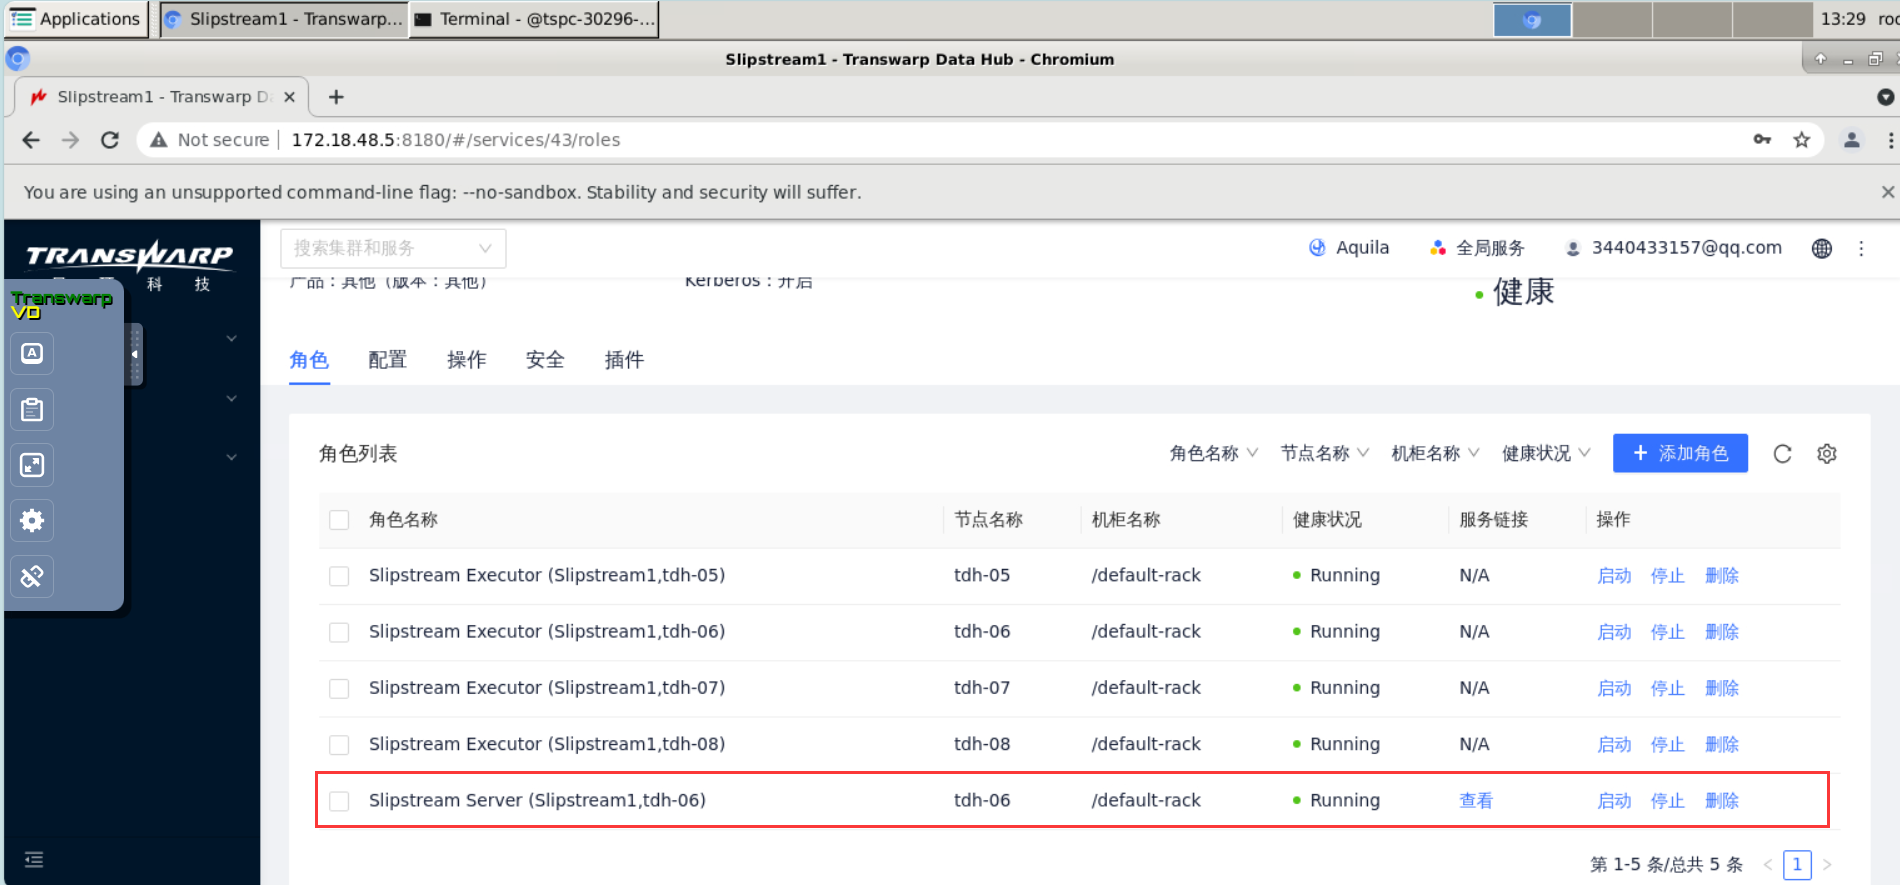 Applications
Slipstream1 - Transwarp...
Terminal - @tspc-30296-...
13:29
Slipstream1 - Transwarp Data Hub - Chromium
Slipstream1 - Transwarp
Not secure
172.18.48.5:8180/#/services/43/roles
You are using an unsupported command-line flag: --no-sandbox. Stability and security will suffer.
TRANSWARP
科 技
搜索集群和服务
Aquila
全局服务
3440433157@qq.com
产品：其他（版本：其他）
Kerberos：开启
健康
Transwarp
VD
角色 配置 操作 安全 插件
角色列表
角色名称 节点名称 机柜名称 健康状况 + 添加角色
角色名称 节点名称 机柜名称 健康状况 服务链接 操作
Slipstream Executor (Slipstream1,tdh-05) tdh-05 /default-rack Running N/A 启动 停止 删除
Slipstream Executor (Slipstream1,tdh-06) tdh-06 /default-rack Running N/A 启动 停止 删除
Slipstream Executor (Slipstream1,tdh-07) tdh-07 /default-rack Running N/A 启动 停止 删除
Slipstream Executor (Slipstream1,tdh-08) tdh-08 /default-rack Running N/A 启动 停止 删除
Slipstream Server (Slipstream1,tdh-06) tdh-06 /default-rack Running 查看 启动 停止 删除
第 1-5 条/总共 5 条 < 1 >